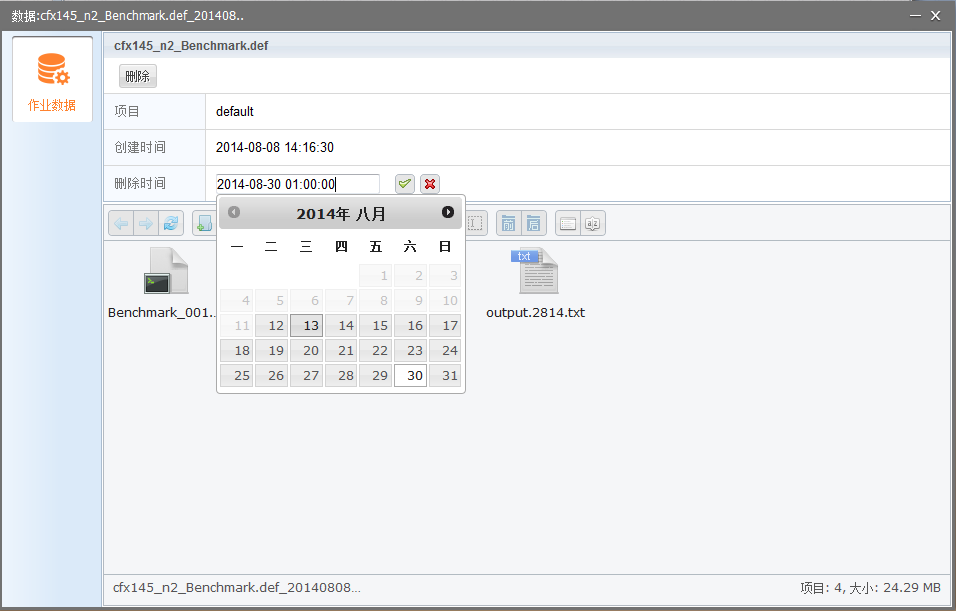 数据:cfx145_n2_Benchmark.def_201408..
作业数据
cfx145_n2_Benchmark.def
删除
项目 default
创建时间 2014-08-08 14:16:30
删除时间 2014-08-30 01:00:00
2014年 八月
一 二 三 四 五 六 日
1 2 3
4 5 6 7 8 9 10
11 12 13 14 15 16 17
18 19 20 21 22 23 24
25 26 27 28 29 30 31
txt
Benchmark_001..
output.2814.txt
cfx145_n2_Benchmark.def_20140808...
项目: 4, 大小: 24.29 MB